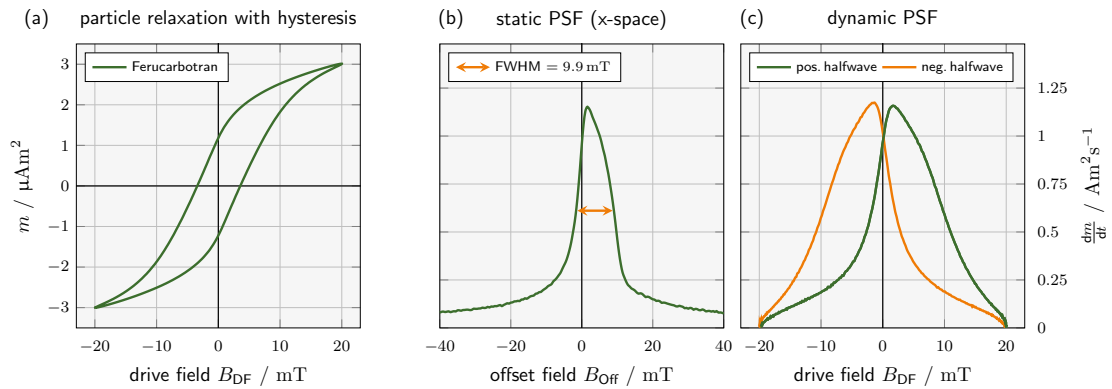 (a) particle relaxation with hysteresis
Ferucarbotran
3
2
1
0
−1
−2
−3
m / μAm²
−20 −10 0 10 20
drive field B_DF / mT
(b) static PSF (x-space)
FWHM = 9.9 mT
−40 −20 0 20 40
offset field B_Off / mT
(c) dynamic PSF
pos. halfwave neg. halfwave
1.25
1
0.75
0.5
0.25
0
dm/dt / Am²s⁻¹
−20 −10 0 10 20
drive field B_DF / mT